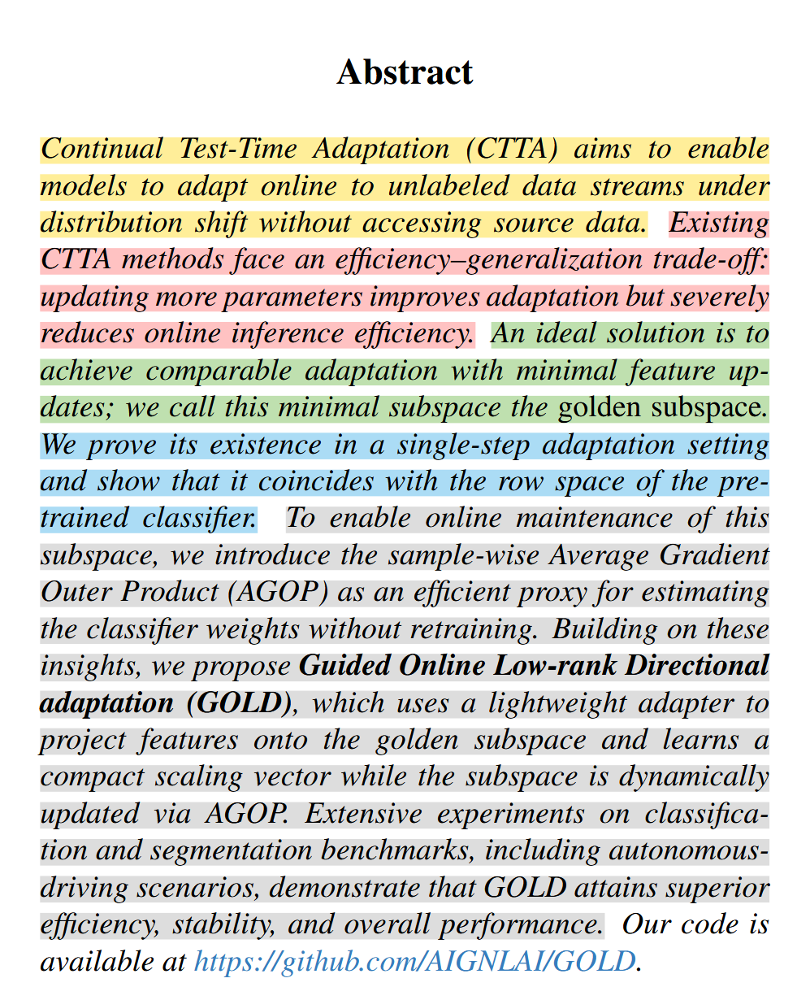 Abstract
Continual Test-Time Adaptation (CTTA) aims to enable
models to adapt online to unlabeled data streams under
distribution shift without accessing source data. Existing
CTTA methods face an efficiency–generalization trade-off:
updating more parameters improves adaptation but severely
reduces online inference efficiency. An ideal solution is to
achieve comparable adaptation with minimal feature up-
dates; we call this minimal subspace the golden subspace.
We prove its existence in a single-step adaptation setting
and show that it coincides with the row space of the pre-
trained classifier. To enable online maintenance of this
subspace, we introduce the sample-wise Average Gradient
Outer Product (AGOP) as an efficient proxy for estimating
the classifier weights without retraining. Building on these
insights, we propose Guided Online Low-rank Directional
adaptation (GOLD), which uses a lightweight adapter to
project features onto the golden subspace and learns a
compact scaling vector while the subspace is dynamically
updated via AGOP. Extensive experiments on classifica-
tion and segmentation benchmarks, including autonomous-
driving scenarios, demonstrate that GOLD attains superior
efficiency, stability, and overall performance. Our code is
available at https://github.com/AIGNLAI/GOLD.